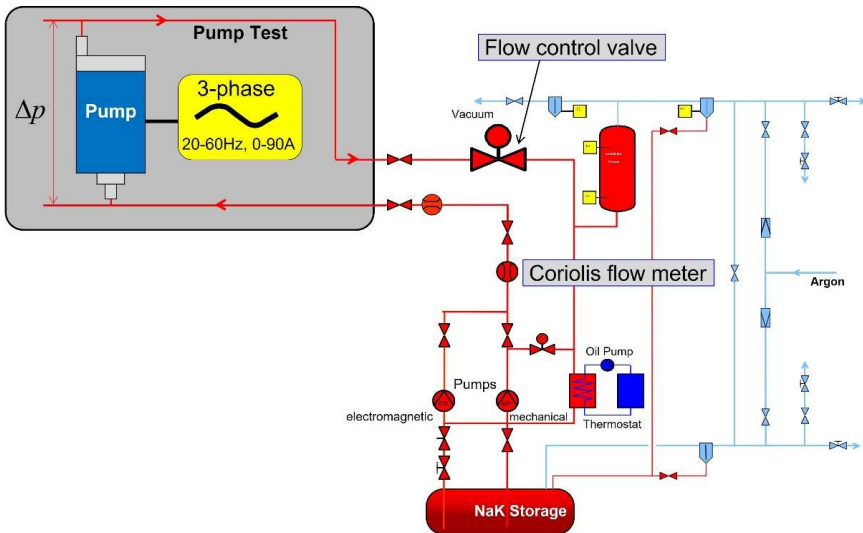 Pump Test
Flow control valve
3-phase
Δp
Pump
20-60Hz, 0-90A
Vacuum
Coriolis flow meter
Argon
Oil Pump
Pumps
electromagnetic
mechanical
Thermostat
NaK Storage